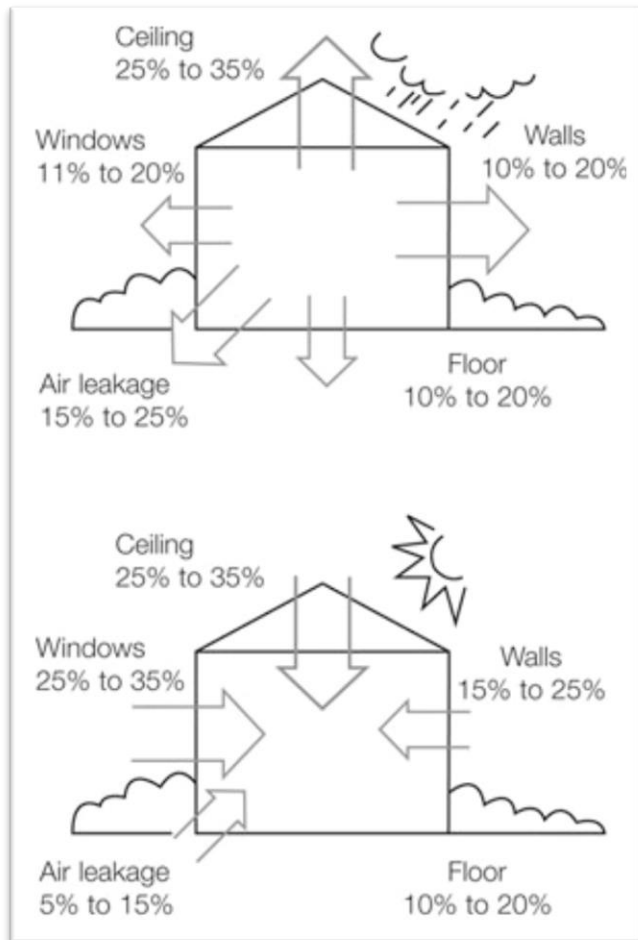 Ceiling
25% to 35%
Windows
11% to 20%
Walls
10% to 20%
Air leakage
15% to 25%
Floor
10% to 20%
Ceiling
25% to 35%
Windows
25% to 35%
Walls
15% to 25%
Air leakage
5% to 15%
Floor
10% to 20%